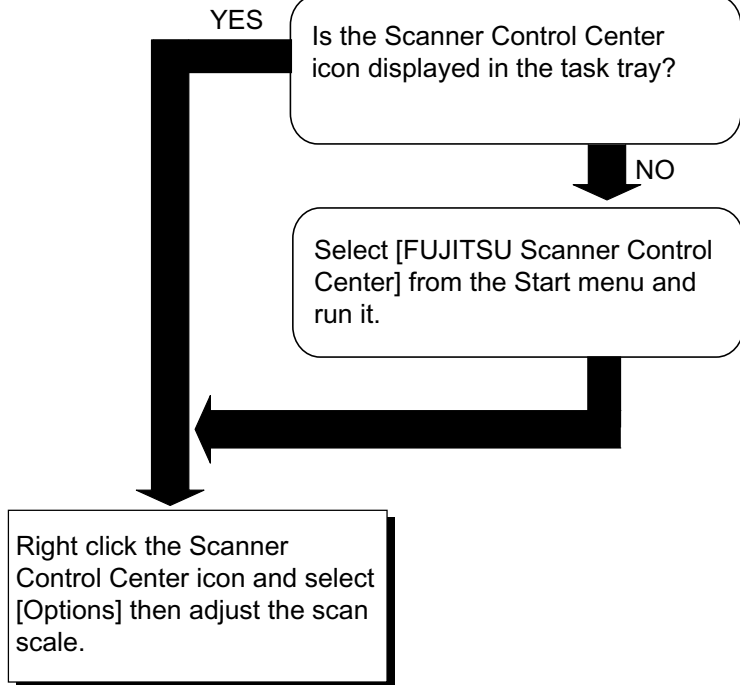 YES
Is the Scanner Control Center
icon displayed in the task tray?
NO
Select [FUJITSU Scanner Control
Center] from the Start menu and
run it.
Right click the Scanner
Control Center icon and select
[Options] then adjust the scan
scale.